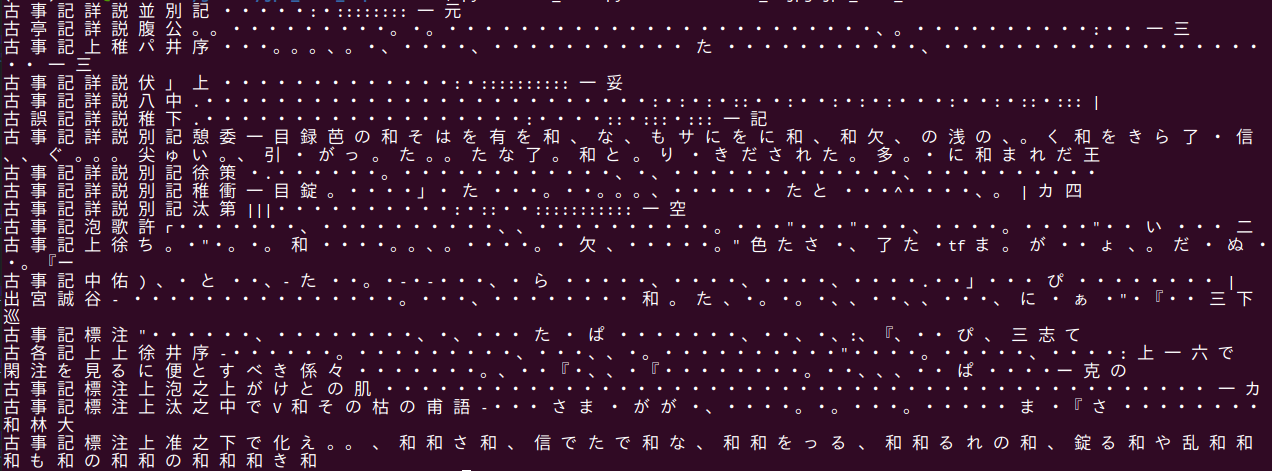 古 事 記 詳 説 並 別 記 ・・・・・:・:::::::: 一 元
古 亭 記 詳 説 腹 公 。。・・・・・・・・・。・。・・・・・・・・・・・・・・・・・・・・・・・・、。・・・・・・・・・・:・・ 一 三
古 事 記 上 稚 パ 井 序 ・・・。。。、。・、・・・・、・・・・・・・・・・・ た ・・・・・・・・・・・、・・・・・・・・・・・・・・・・・・
・・ 一 三
古 事 記 詳 説 伏 」 上 ・・・・・・・・・・・・・:・:::::::::: 一 妥
古 事 記 詳 説 八 中 .・・・・・・・・・・・・・・・・・・・・・・・・:・:・:・::・・:・ :・:・:・・・:・・:・::・::: |
古 誤 記 詳 説 稚 下 .・・・・・・・・・・・・・・・・・・:・・・・::・:::・::: 一 記
古 事 記 詳 説 別 記 憩 委 一 目 録 芭 の 和 そ は を 有 を 和 、 な 、 も サ に を に 和 、 和 欠 、 の 浅 の 、。 く 和 を き ら 了 ・ 信
、、 ぐ 。。。 尖 ゅ い 。、 引 ・ が っ 。 た 。。 た な 了 。 和 と 。 り ・ き だ さ れ た 。 多 。・ に 和 ま れ だ 王
古 事 記 詳 説 別 記 徐 策 ・.・・・・・・。・・・・・・・・・・・・、・、・・・・・・・・・・・・・、・・・・・・・・・・
古 事 記 詳 説 別 記 稚 衝 一 目 錠 。・・・・」 た ・・・。・・。。。、・・・・・・ た と ・・・^・・・・、。 | カ 四
古 事 記 詳 説 別 記 汰 第 |||・・・・・・・・・・:・::・・::::::::::: 一 空
古 事 記 泡 歌 許 「・・・・・・・、・・・・・・・・、、・・・・・・・・・・。・・・"・・・"・・・、・・・・。・・・・"・・ い ・・・ 二
古 事 記 上 徐 ち 。・"・。・。 和 ・・・・。。、。・・・・。・ 欠 、・・・・・。" 色 た さ ・、 了 た ・tf ま 。 が ・・ ょ 、。 だ ・ ぬ ・
・。 『 ー
古 事 記 中 佑 ) 、・ と ・・、- た ・・。・-・-・・・、 ら ・・・・・、・・・・、・・・・、・・・・.・・」・・・ ぴ ・・・・・・・・ |
出 宮 誠 谷 - ・・・・・・・・・・・・・・・。・・・、・・・・・・・・・ 和 。 た 、・。・。・、、・・、、・・・、 に ・ ぁ ・"・『・・ 三 下
巡
古 事 記 標 注 "・・・・・・、・・・・・・・・、・、・・・ た ・ ぱ ・・・・・・・、・・・、・、:、『、・・ ぴ 、 三 志 て
古 各 記 上 上 徐 井 序 -・・・・・・。・・・・・・・・・・、・・・、、・。・・・・・・・・・・"・・・・。・・・・・、・・・・: 上 一 六 で
閑 注 を 見 る に 便 と す べ き 係 々 ・・・・・・・。、・・『・、、・『・・・・・・・・。・・、、、・・ ぱ ・・・・一 克 の
古 事 記 標 注 上 泡 之 上 が け と の 肌 ・・・・・・・・・・・・・・・・・・・・・・・・・・・・・・・・・・・・・・・・・・・・・・ 一 カ
古 事 記 標 注 上 汰 之 中 で V 和 そ の 枯 の 甫 語 -・・・ さ ま ・ が が ・、・・・・。・。・・・。・・・・・ ま ・『 さ ・・・・・・・・
和 林 大
古 事 記 標 注 上 准 之 下 で 化 え 。。、 和 和 さ 和 、 信 で た で 和 な 、 和 和 を っ る 、 和 和 る れ の 和 、 錠 る 和 や 乱 和 和
和 も 和 の 和 和 の 和 和 和 き 和